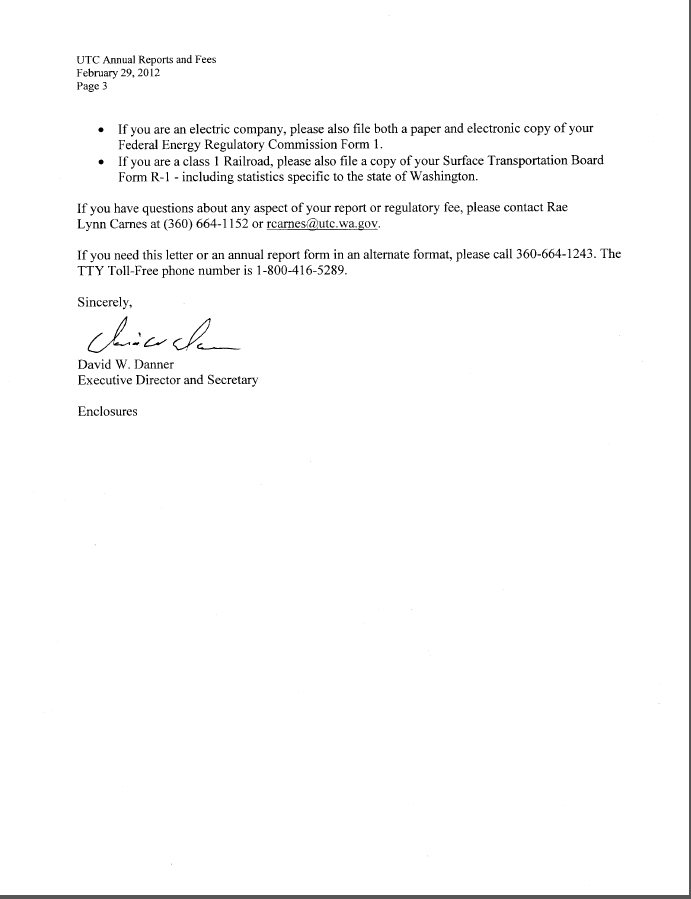 UTC Annual Reports and Fees
February 29, 2012
Page 3
• If you are an electric company, please also file both a paper and electronic copy of your
Federal Energy Regulatory Commission Form 1.
• If you are a class 1 Railroad, please also file a copy of your Surface Transportation Board
Form R-1 - including statistics specific to the state of Washington.
If you have questions about any aspect of your report or regulatory fee, please contact Rae
Lynn Carnes at (360) 664-1152 or rcarnes@utc.wa.gov.
If you need this letter or an annual report form in an alternate format, please call 360-664-1243. The
TTY Toll-Free phone number is 1-800-416-5289.
Sincerely,
David W. Danner
Executive Director and Secretary
Enclosures